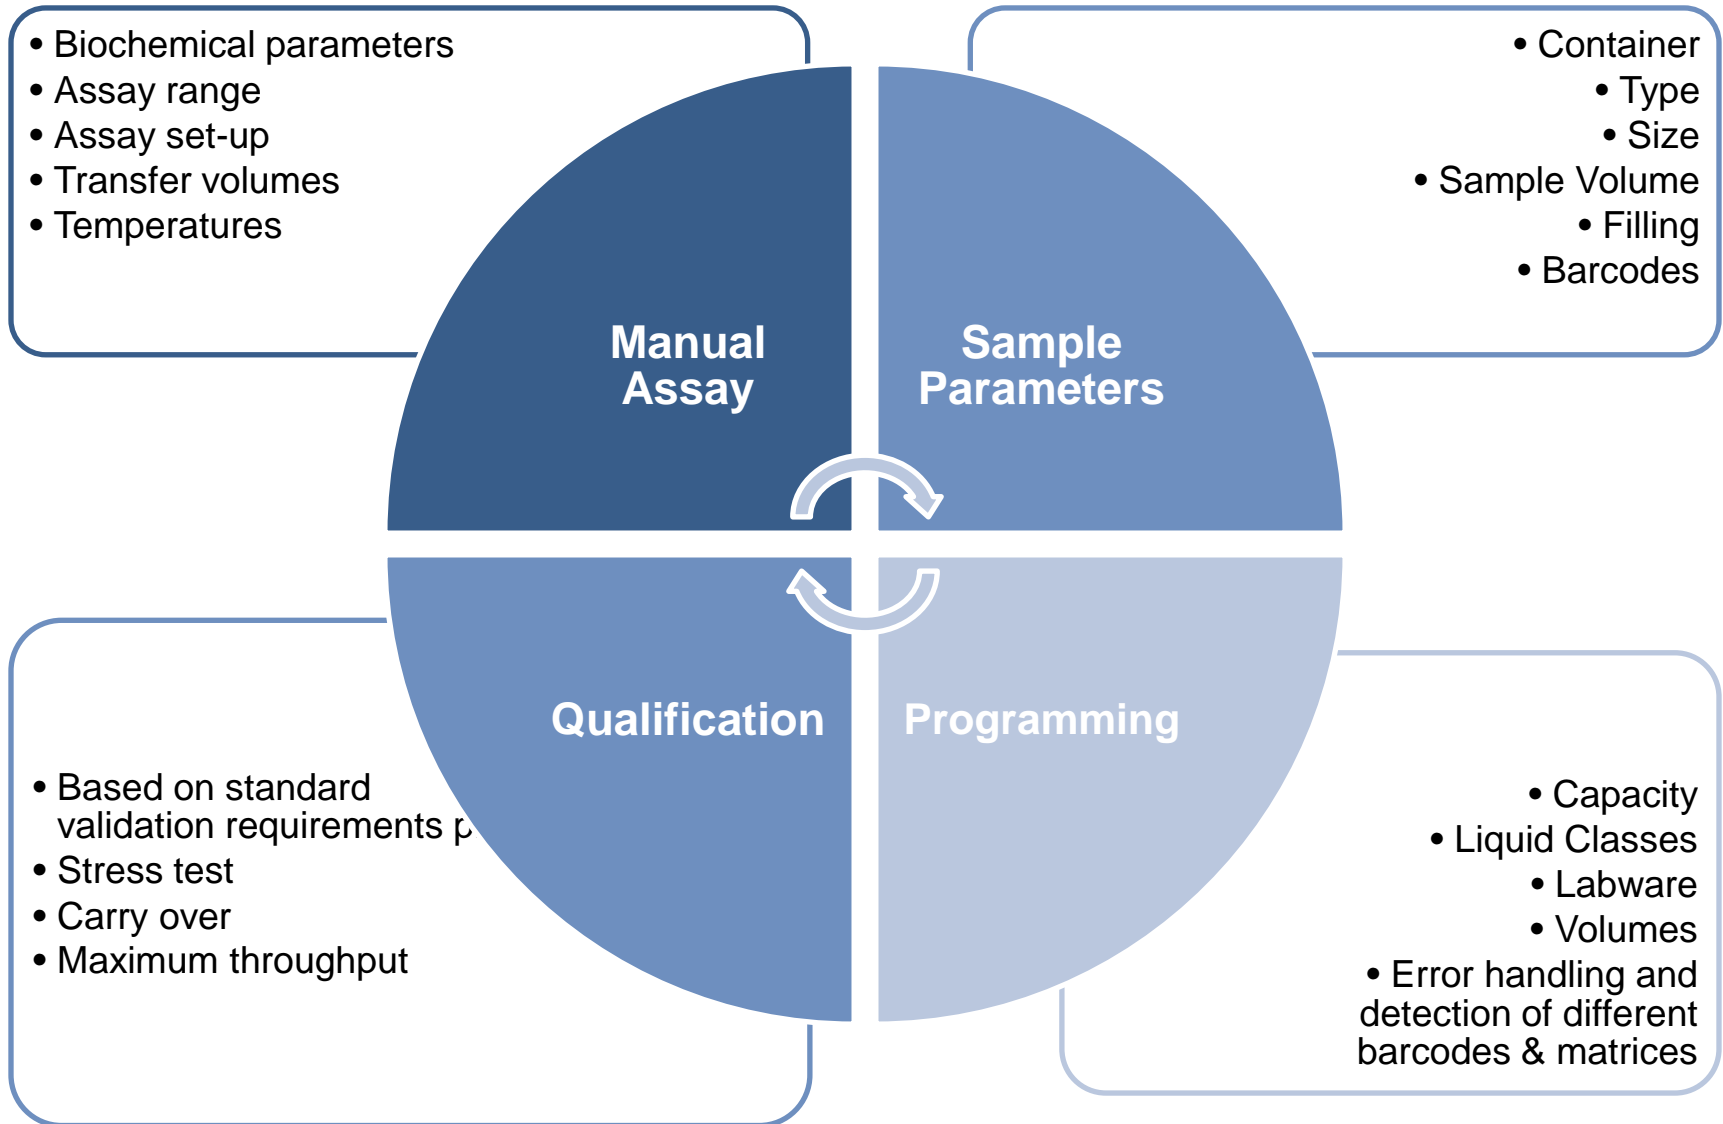 • Biochemical parameters
• Assay range
• Assay set-up
• Transfer volumes
• Temperatures
• Container
• Type
• Size
• Sample Volume
• Filling
• Barcodes
Manual
Assay
Sample
Parameters
Qualification
Programming
• Based on standard
validation requirements
• Stress test
• Carry over
• Maximum throughput
• Capacity
• Liquid Classes
• Labware
• Volumes
• Error handling and
detection of different
barcodes & matrices